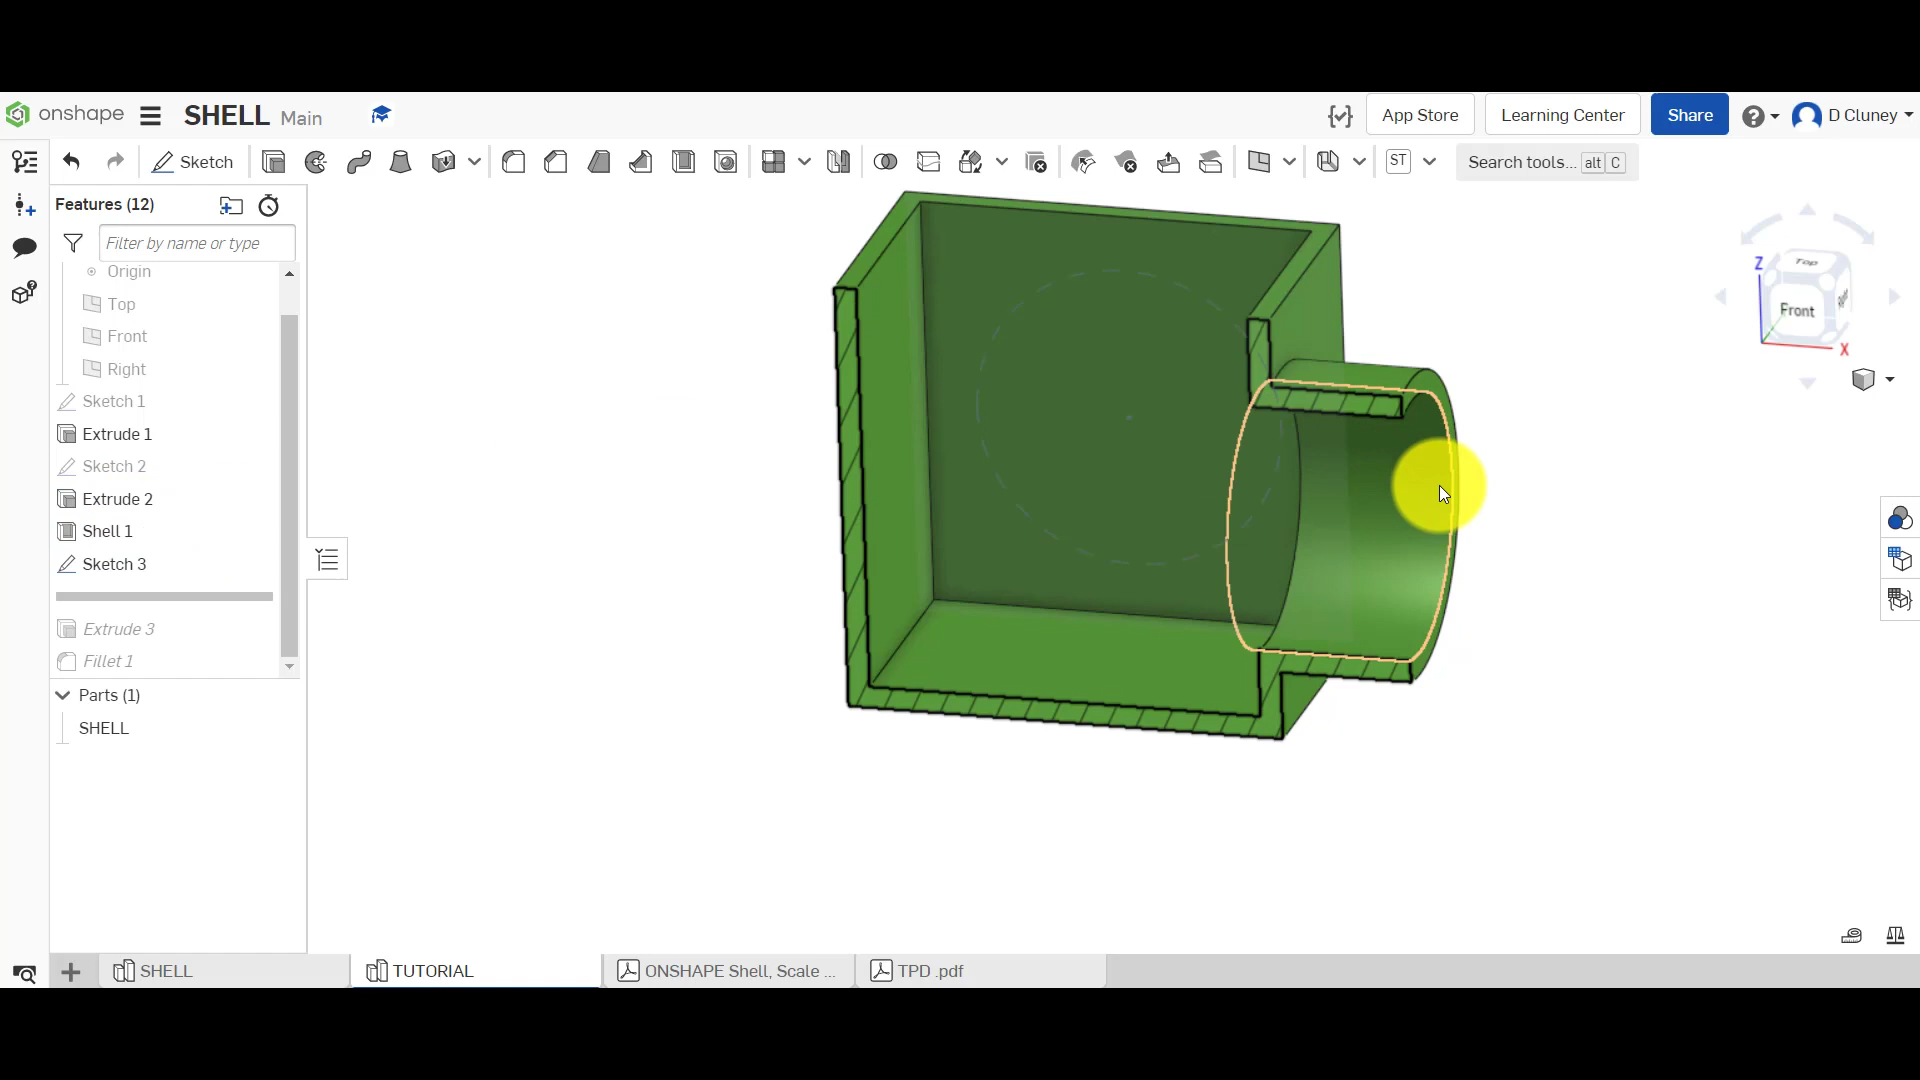 onshape SHELL Main App Store Learning Center Share D Cluney
Sketch ST Search tools... alt C
Features (12)
Filter by name or type
Origin
Top
Front
Right
Sketch 1
Extrude 1
Sketch 2
Extrude 2
Shell 1
Sketch 3
Extrude 3
Fillet 1
Parts (1)
SHELL
Z
Top
Front
Right
X
SHELL TUTORIAL ONSHAPE Shell, Scale ... TPD .pdf